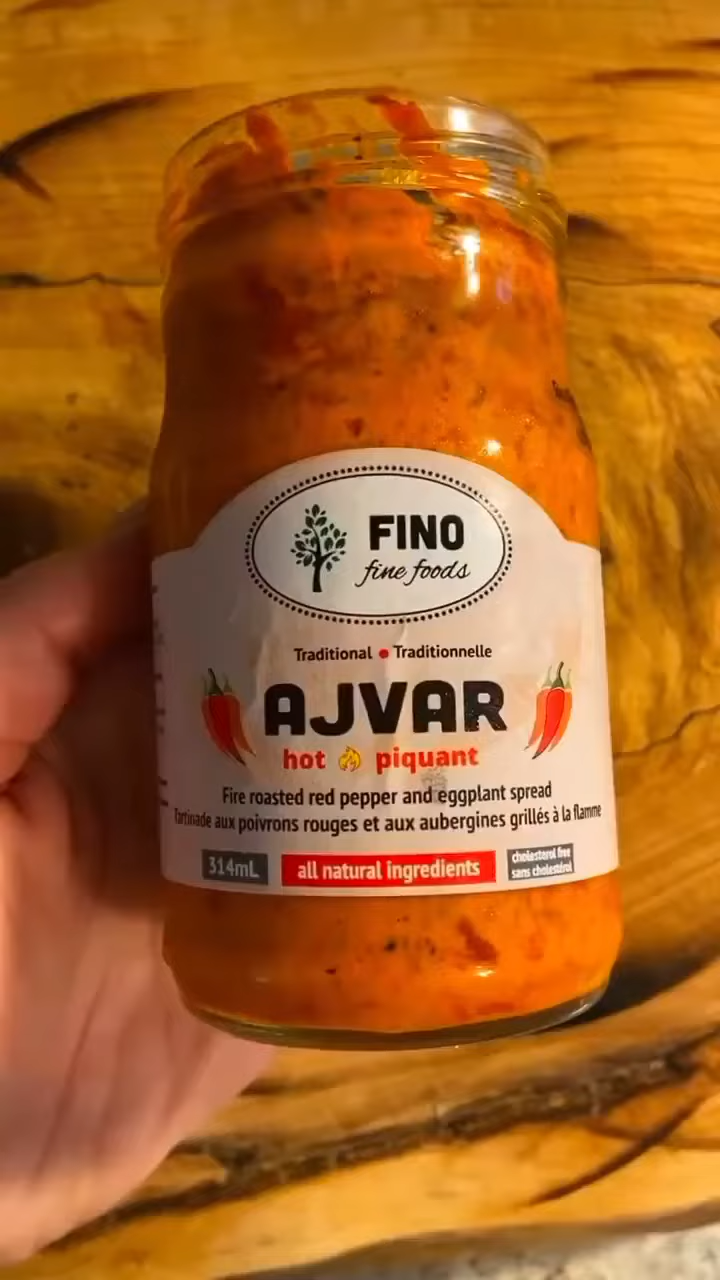 FINO
fine foods
Traditional • Traditionnelle
AJVAR
hot piquant
Fire roasted red pepper and eggplant spread
Tartinade aux poivrons rouges et aux aubergines grillés à la flamme
314mL
all natural ingredients
cholesterol free
sans cholestérol